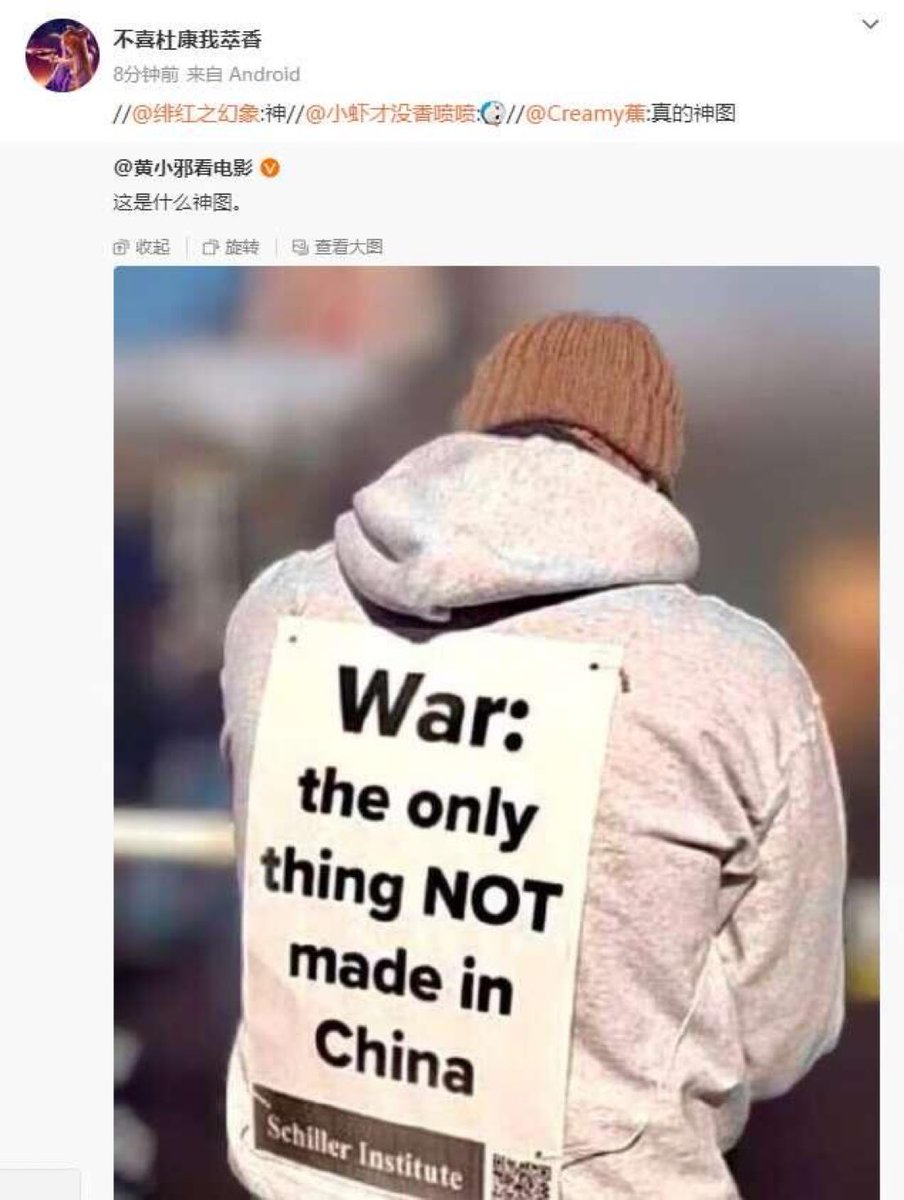 不喜杜康我萃香
8分钟前 来自 Android
//@绯红之幻象:神//@小虾才没香喷喷://@Creamy蕉:真的神图
@黄小邪看电影
这是什么神图。
收起 旋转 查看大图
War:
the only
thing NOT
made in
China
Schiller Institute